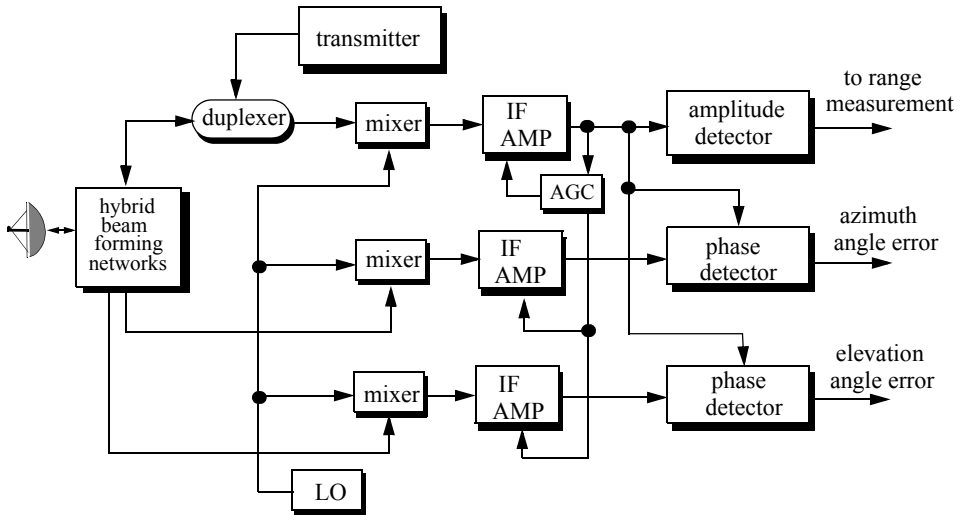 transmitter
duplexer
mixer
IF
AMP
amplitude
detector
to range
measurement
AGC
hybrid
beam
forming
networks
mixer
IF
AMP
phase
detector
azimuth
angle error
mixer
IF
AMP
phase
detector
elevation
angle error
LO